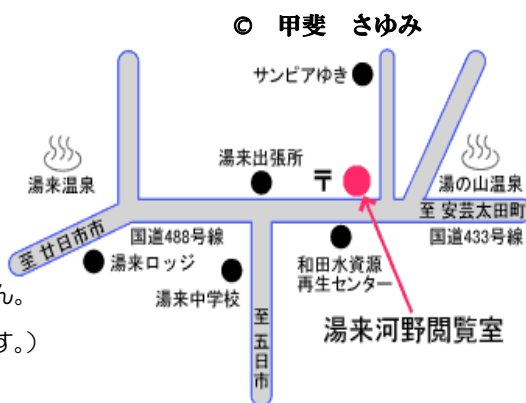 © 甲斐 さゆみ
サンピアゆき
湯来温泉
湯来出張所
〒
湯の山温泉
至 安芸太田町
至 廿日市市
国道488号線
国道433号線
湯来ロッジ
湯来中学校
和田水資源
再生センター
ん。
至 五日市
湯来河野閲覧室
す。）